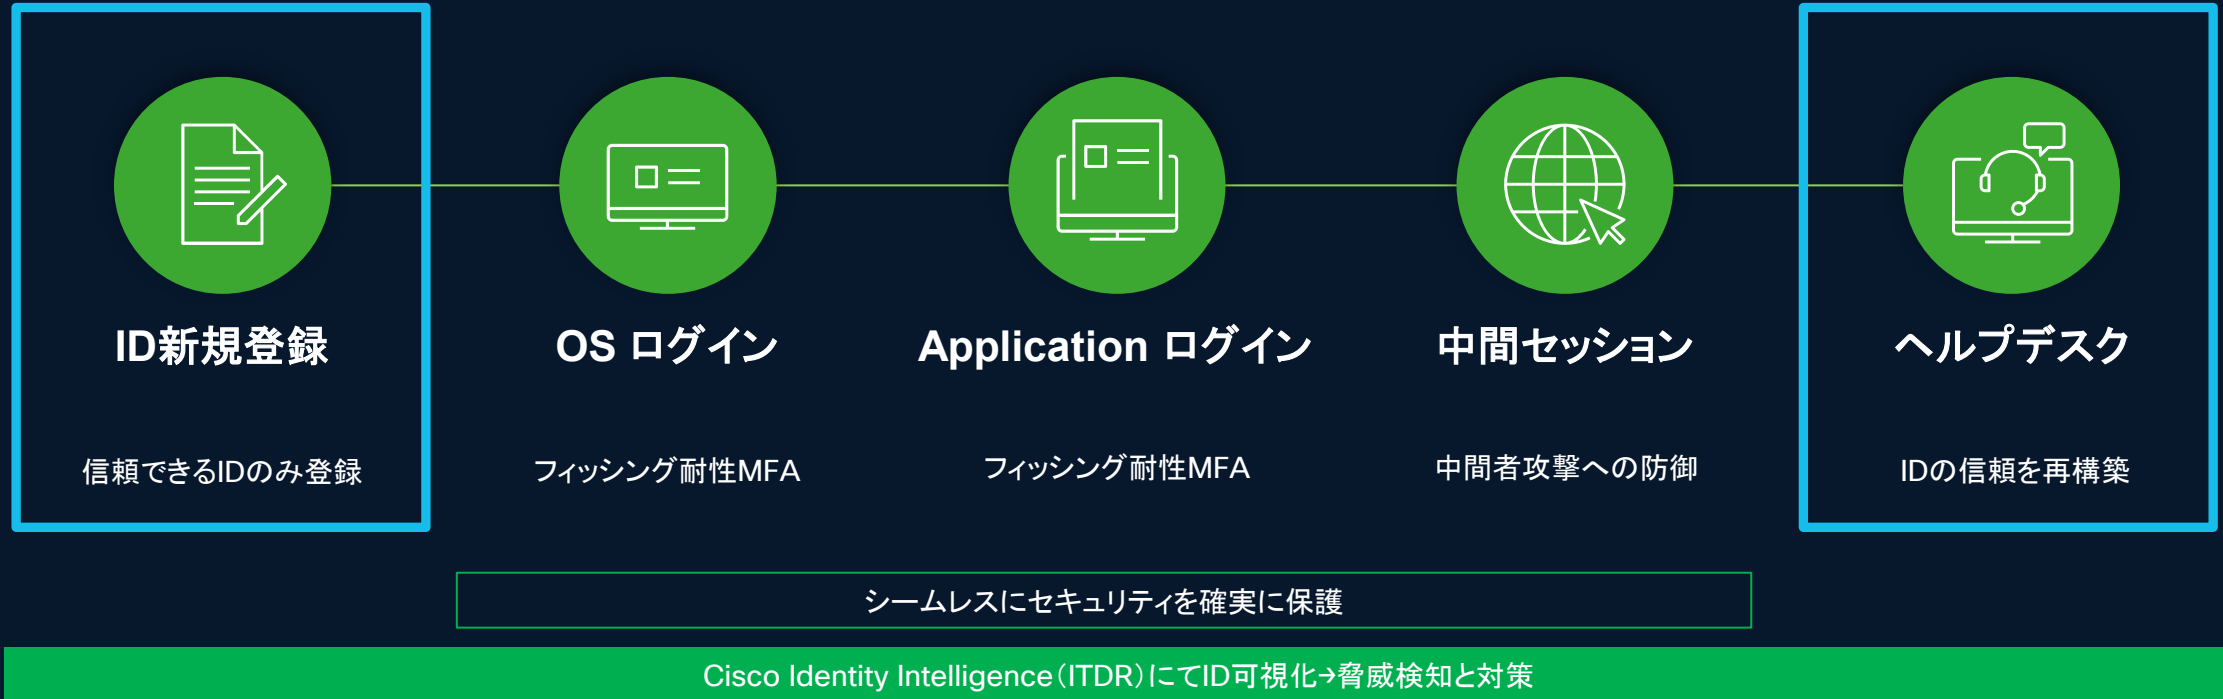 ID新規登録
OS ログイン
Application ログイン
中間セッション
ヘルプデスク
信頼できるIDのみ登録
フィッシング耐性MFA
フィッシング耐性MFA
中間者攻撃への防御
IDの信頼を再構築
シームレスにセキュリティを確実に保護
Cisco Identity Intelligence（ITDR）にてID可視化→脅威検知と対策